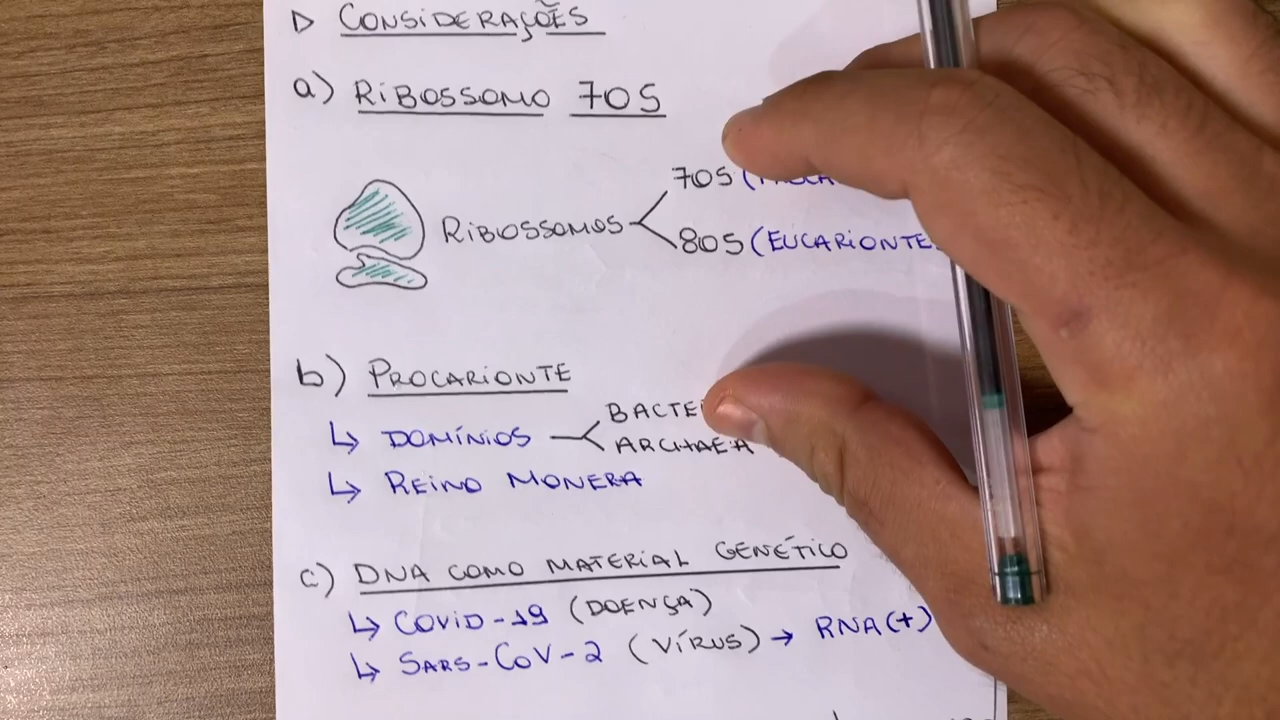 D CONSIDERAÇÕES
a) RIBOSSOMO 70S
70S (
RIBOSSOMOS
80S (EUCARIONTE
b) PROCARIONTE
BACTE
↳ DOMÍNIOS
ARCHAEA
↳ REINO MONERA
c) DNA COMO MATERIAL GENÉTICO
↳ COVID-19 (DOENÇA)
↳ SARS-COV-2 (VÍRUS) → RNA(+)